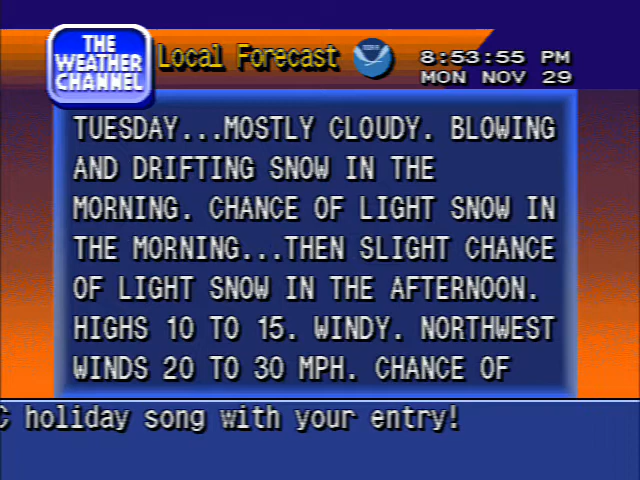 THE
WEATHER
CHANNEL
Local Forecast
8:53:55 PM
MON NOV 29
TUESDAY...MOSTLY CLOUDY. BLOWING
AND DRIFTING SNOW IN THE
MORNING. CHANCE OF LIGHT SNOW IN
THE MORNING...THEN SLIGHT CHANCE
OF LIGHT SNOW IN THE AFTERNOON.
HIGHS 10 TO 15. WINDY. NORTHWEST
WINDS 20 TO 30 MPH. CHANCE OF
C holiday song with your entry!